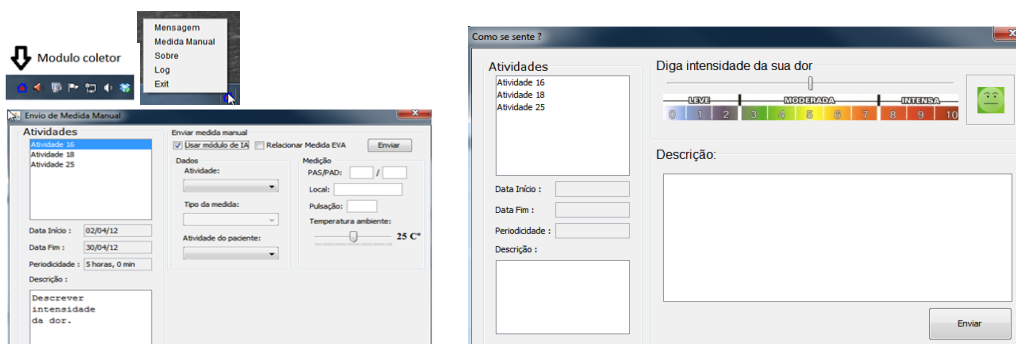 Modulo coletor
Mensagem
Medida Manual
Sobre
Log
Exit
Envio de Medida Manual
Atividades
Atividade 16
Atividade 18
Atividade 25
Data Início : 02/04/12
Data Fim : 30/04/12
Periodicidade : 5 horas, 0 min
Descrição :
Descrever
intensidade
da dor.
Enviar medida manual
Usar módulo de IA Relacionar Medida EVA Enviar
Dados
Atividade:
Tipo da medida:
Atividade do paciente:
Medição
PAS/PAD: /
Local:
Pulsação:
Temperatura ambiente:
25 C°
Como se sente ?
Atividades
Atividade 16
Atividade 18
Atividade 25
Data Início :
Data Fim :
Periodicidade :
Descrição :
Diga intensidade da sua dor
LEVE MODERADA INTENSA
0 1 2 3 4 5 6 7 8 9 10
Descrição:
Enviar